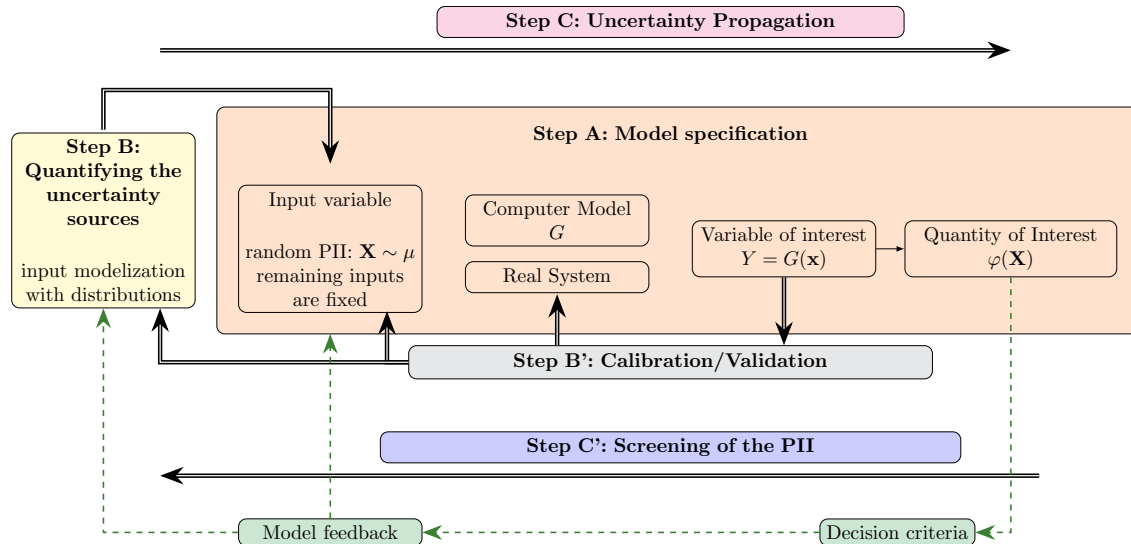 Step C: Uncertainty Propagation
Step A: Model specification
Step B:
Quantifying the
uncertainty
sources
input modelization
with distributions
Input variable
random PII: X ∼ μ
remaining inputs
are fixed
Computer Model
G
Real System
Variable of interest
Y = G(x)
Quantity of Interest
φ(X)
Step B': Calibration/Validation
Step C': Screening of the PII
Model feedback
Decision criteria